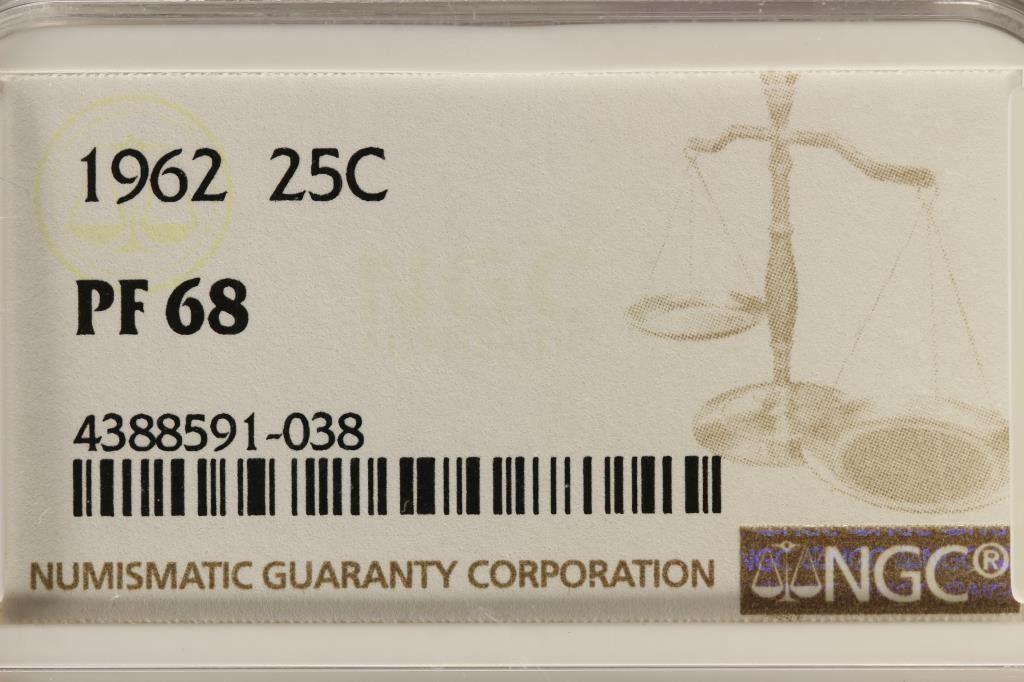 1962 25C
PF 68
4388591-038
NUMISMATIC GUARANTY CORPORATION
NGC®